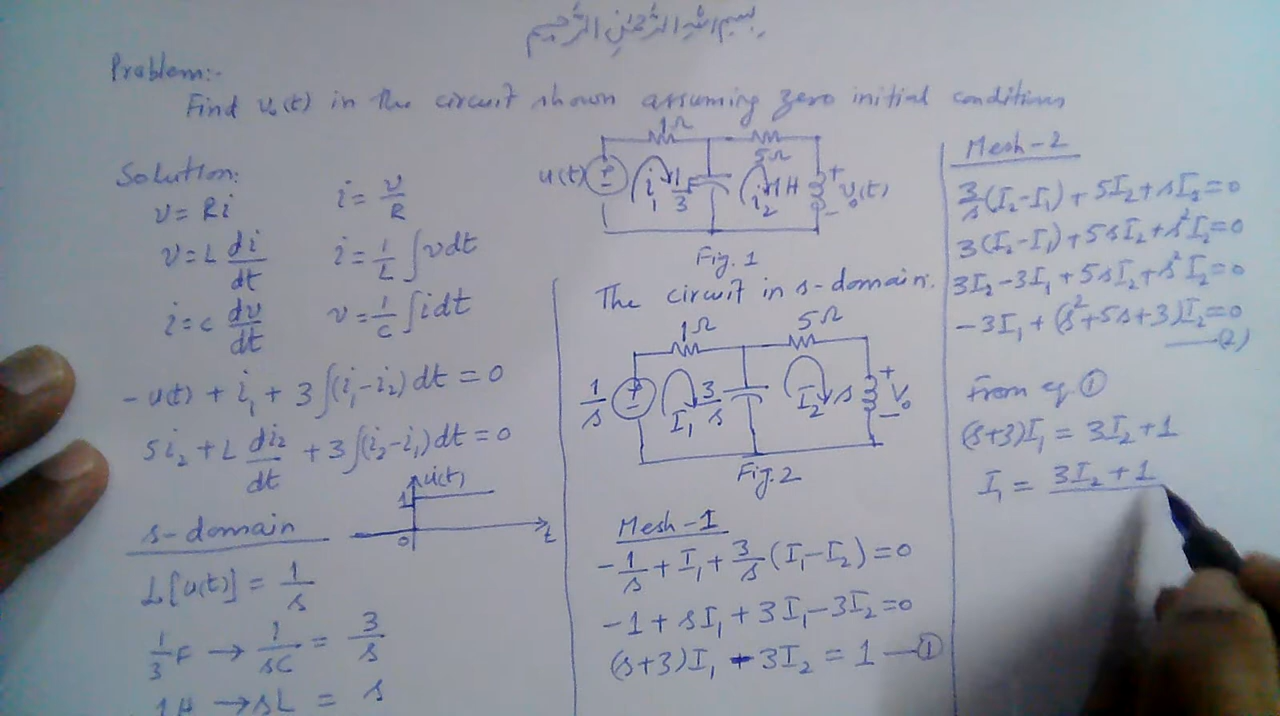 بسم الله الرحمن الرحيم
Problem:-
Find v₀(t) in the circuit shown assuming zero initial conditions
Solution:
v = Ri
i = v/R
v = L di/dt
i = 1/L ∫vdt
i = c dv/dt
v = 1/c ∫idt
-u(t) + i₁ + 3∫(i₁-i₂)dt = 0
5i₂ + L di₂/dt + 3∫(i₂-i₁)dt = 0
u(t)
1
0
t
s-domain
L[u(t)] = 1/s
1/3 F → 1/sC = 3/s
1H → sL = s
1Ω
5Ω
u(t) + - i₁ 1/3 F i₂ 1H + v₀(t) -
Fig. 1
The circuit in s-domain:
1Ω
5Ω
1/s + - I₁ 3/s I₂ s + V₀ -
Fig. 2
Mesh-1
-1/s + I₁ + 3/s (I₁-I₂) = 0
-1 + sI₁ + 3I₁ - 3I₂ = 0
(s+3)I₁ - 3I₂ = 1 — ①
Mesh-2
3/s (I₂-I₁) + 5I₂ + sI₂ = 0
3(I₂-I₁) + 5sI₂ + s²I₂ = 0
3I₂ - 3I₁ + 5sI₂ + s²I₂ = 0
-3I₁ + (s²+5s+3)I₂ = 0
—(2)
From eq. ①
(s+3)I₁ = 3I₂ + 1
I₁ = 3I₂ + 1